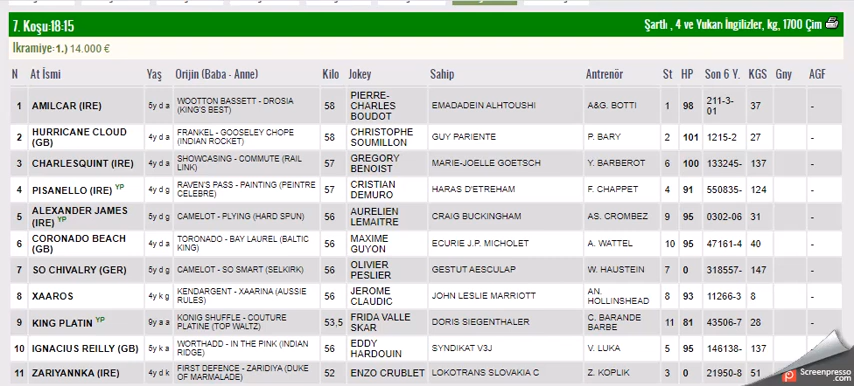 7. Koşu:18:15 Şartlı , 4 ve Yukarı İngilizler, kg, 1700 Çim
İkramiye: 1.) 14.000 €
N At İsmi Yaş Orijin (Baba - Anne) Kilo Jokey Sahip Antrenör St HP Son 6 Y. KGS Gny AGF
1 AMILCAR (IRE) 5y d a WOOTTON BASSETT - DROSIA (KING'S BEST) 58 PIERRE-CHARLES BOUDOT EMADADEIN ALHTOUSHI A&G. BOTTI 1 98 211-3-01 37 -
2 HURRICANE CLOUD (GB) 4y d a FRANKEL - GOOSELEY CHOPE (INDIAN ROCKET) 58 CHRISTOPHE SOUMILLON GUY PARIENTE P. BARY 2 101 1215-2 27 -
3 CHARLESQUINT (IRE) 4y d a SHOWCASING - COMMUTE (RAIL LINK) 57 GREGORY BENOIST MARIE-JOELLE GOETSCH Y. BARBEROT 6 100 133245- 137 -
4 PISANELLO (IRE) YP 4y d g RAVEN'S PASS - PAINTING (PEINTRE CELEBRE) 57 CRISTIAN DEMURO HARAS D'ETREHAM F. CHAPPET 4 91 550835- 124 -
5 ALEXANDER JAMES (IRE) YP 5y d g CAMELOT - PLYING (HARD SPUN) 56 AURELIEN LEMAITRE CRAIG BUCKINGHAM AS. CROMBEZ 9 95 0302-06 31 -
6 CORONADO BEACH (GB) 4y d a TORONADO - BAY LAUREL (BALTIC KING) 56 MAXIME GUYON ECURIE J.P. MICHOLET A. WATTEL 10 95 47161-4 40 -
7 SO CHIVALRY (GER) 5y d g CAMELOT - SO SMART (SELKIRK) 56 OLIVIER PESLIER GESTUT AESCULAP W. HAUSTEIN 7 0 318557- 147 -
8 XAAROS 4y k g KENDARGENT - XAARINA (AUSSIE RULES) 56 JEROME CLAUDIC JOHN LESLIE MARRIOTT AN. HOLLINSHEAD 8 93 11266-3 8 -
9 KING PLATIN YP 9y a a KONIG SHUFFLE - COUTURE PLATINE (TOP WALTZ) 53,5 FRIDA VALLE SKAR DORIS SIEGENTHALER C. BARANDE BARBE 11 81 43506-7 28 -
10 IGNACIUS REILLY (GB) 5y k a WORTHADD - IN THE PINK (INDIAN RIDGE) 56 EDDY HARDOUIN SYNDIKAT V3J V. LUKA 5 95 146138- 137
11 ZARIYANNKA (IRE) 4y d k FIRST DEFENCE - ZARIDIYA (DUKE OF MARMALADE) 52 ENZO CRUBLET LOKOTRANS SLOVAKIA C Z. KOPLIK 3 0 21950-8 51
Screenpresso
.com